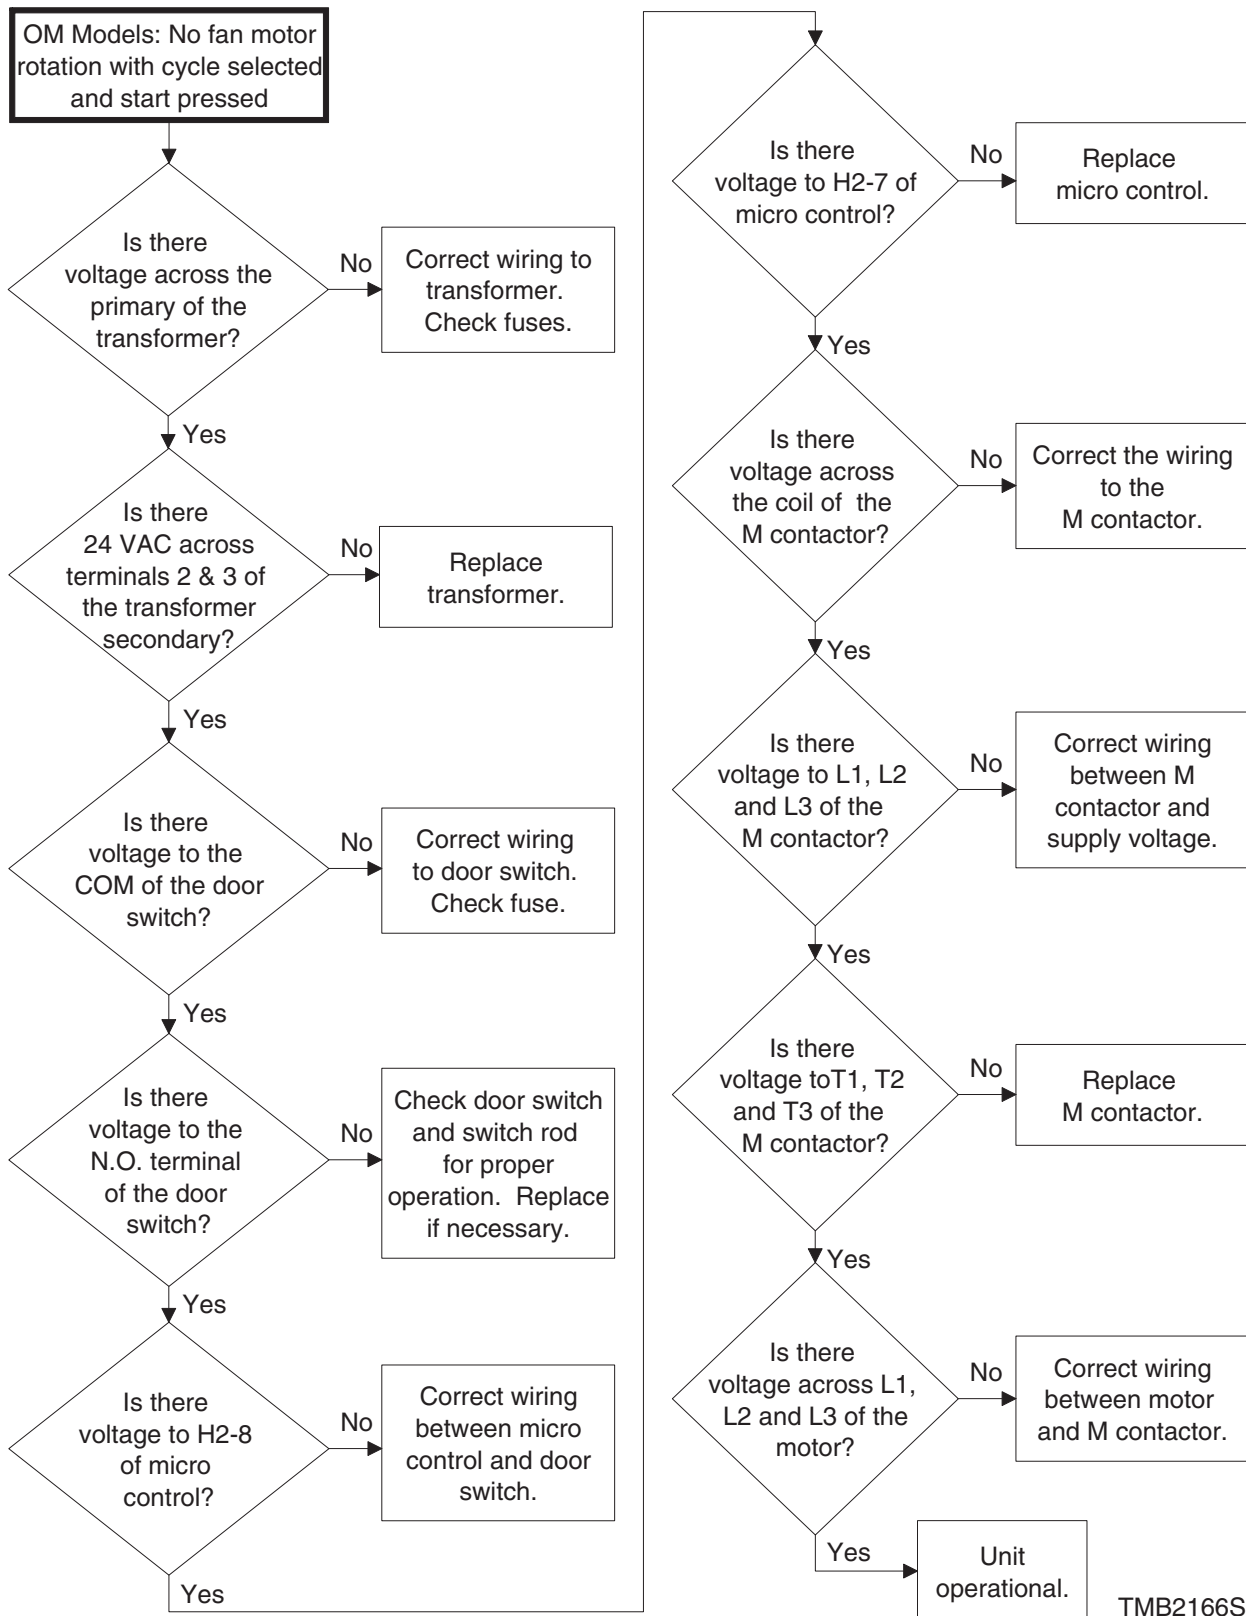 OM Models: No fan motor
rotation with cycle selected
and start pressed
Is there
voltage across the
primary of the
transformer?
No
Correct wiring to
transformer.
Check fuses.
Yes
Is there
24 VAC across
terminals 2 & 3 of
the transformer
secondary?
No
Replace
transformer.
Yes
Is there
voltage to the
COM of the door
switch?
No
Correct wiring
to door switch.
Check fuse.
Yes
Is there
voltage to the
N.O. terminal
of the door
switch?
No
Check door switch
and switch rod
for proper
operation. Replace
if necessary.
Yes
Is there
voltage to H2-8
of micro
control?
No
Correct wiring
between micro
control and door
switch.
Yes
Is there
voltage to H2-7 of
micro control?
No
Replace
micro control.
Yes
Is there
voltage across
the coil of the
M contactor?
No
Correct the wiring
to the
M contactor.
Yes
Is there
voltage to L1, L2
and L3 of the
M contactor?
No
Correct wiring
between M
contactor and
supply voltage.
Yes
Is there
voltage toT1, T2
and T3 of the
M contactor?
No
Replace
M contactor.
Yes
Is there
voltage across L1,
L2 and L3 of the
motor?
No
Correct wiring
between motor
and M contactor.
Yes
Unit
operational.
TMB2166S